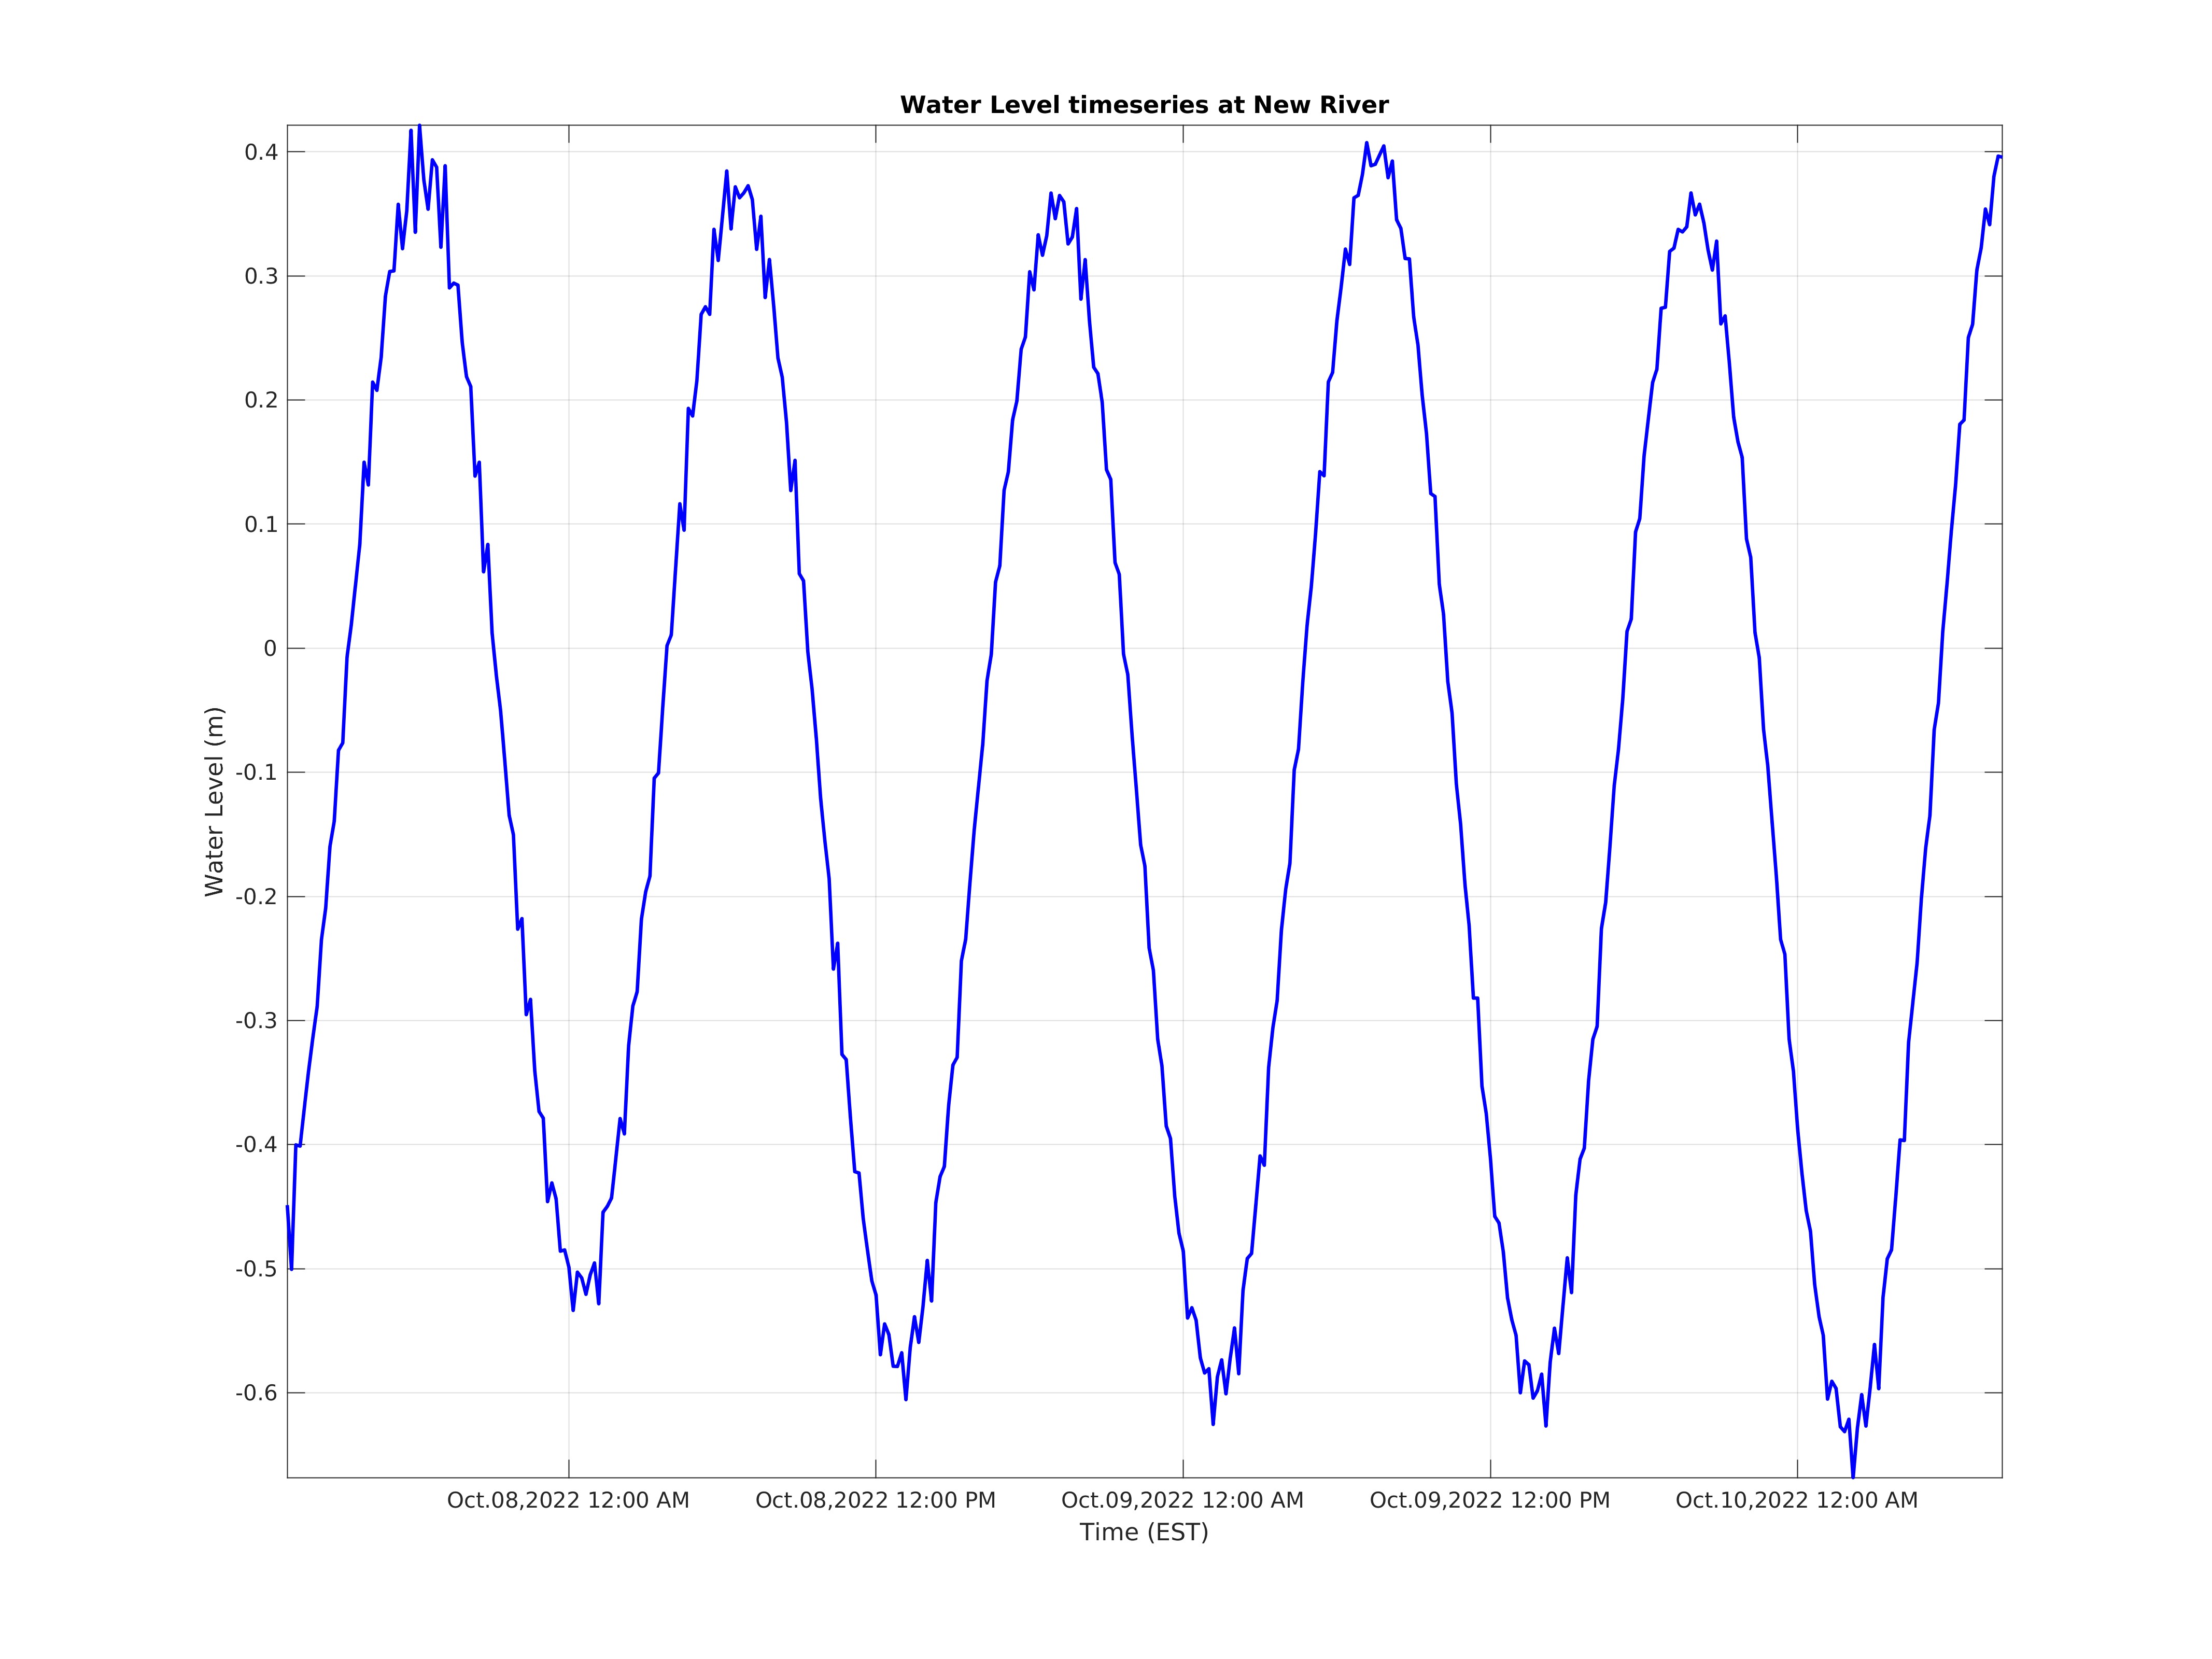 Water Level timeseries at New River
0.4
0.3
0.2
0.1
0
-0.1
-0.2
-0.3
-0.4
-0.5
-0.6
Water Level (m)
Oct.08,2022 12:00 AM
Oct.08,2022 12:00 PM
Oct.09,2022 12:00 AM
Oct.09,2022 12:00 PM
Oct.10,2022 12:00 AM
Time (EST)